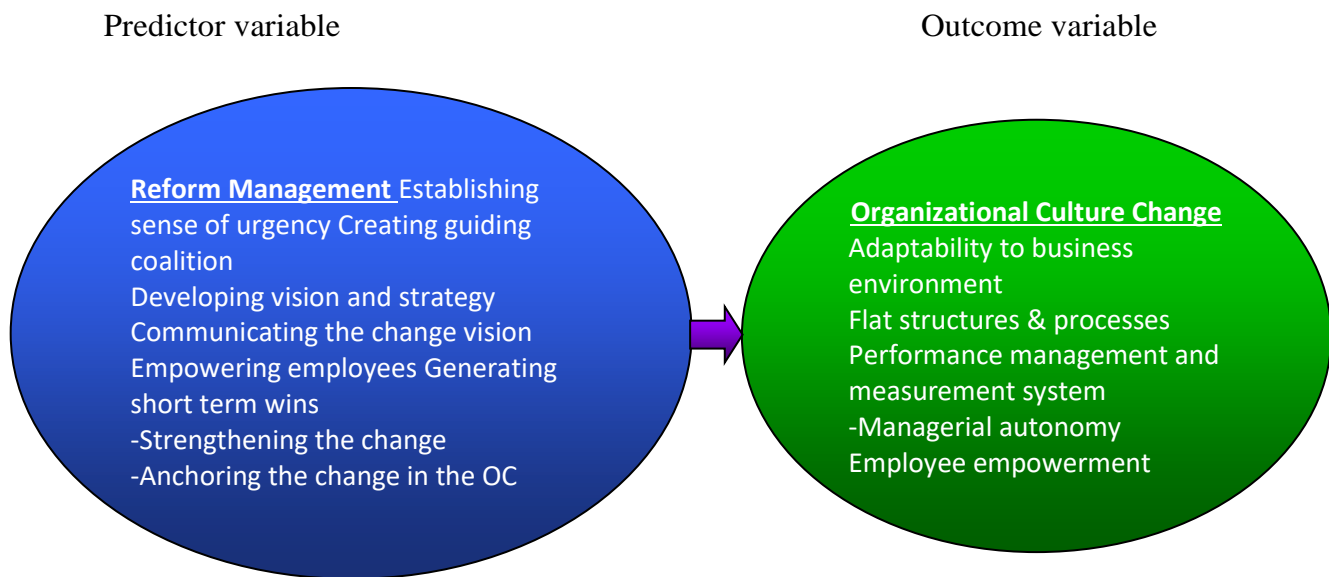 Predictor variable
Outcome variable
Reform Management Establishing
sense of urgency Creating guiding
coalition
Developing vision and strategy
Communicating the change vision
Empowering employees Generating
short term wins
-Strengthening the change
-Anchoring the change in the OC
Organizational Culture Change
Adaptability to business
environment
Flat structures & processes
Performance management and
measurement system
-Managerial autonomy
Employee empowerment